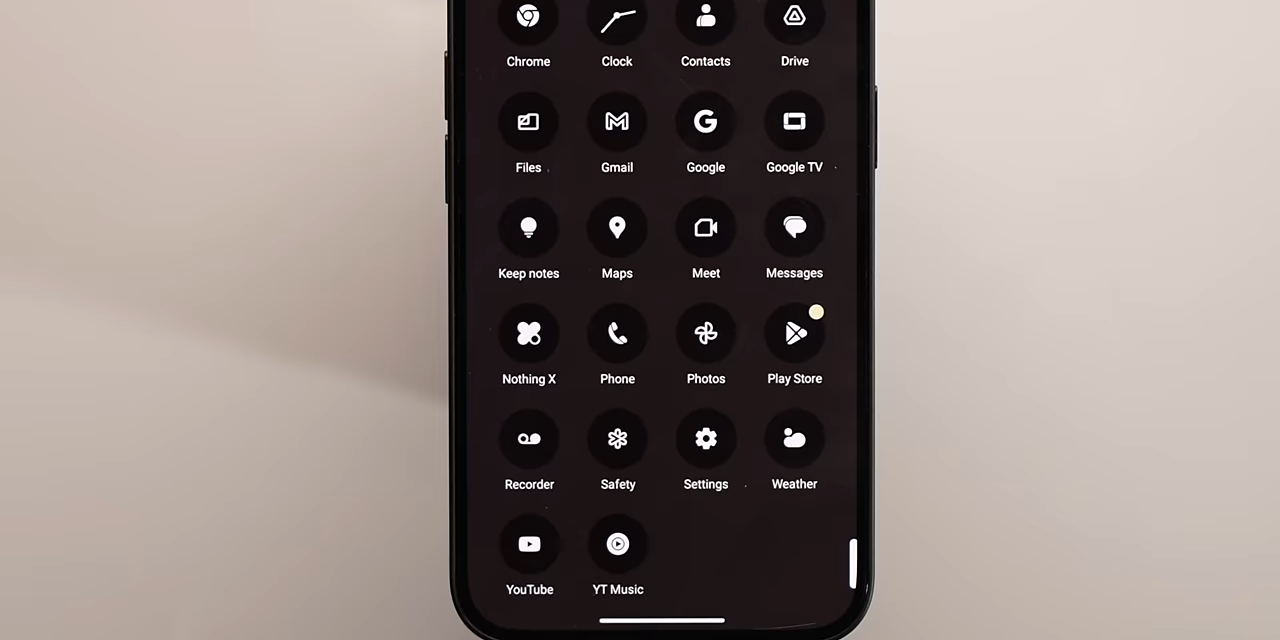 Chrome Clock Contacts Drive
Files Gmail Google Google TV
Keep notes Maps Meet Messages
Nothing X Phone Photos Play Store
Recorder Safety Settings Weather
YouTube YT Music